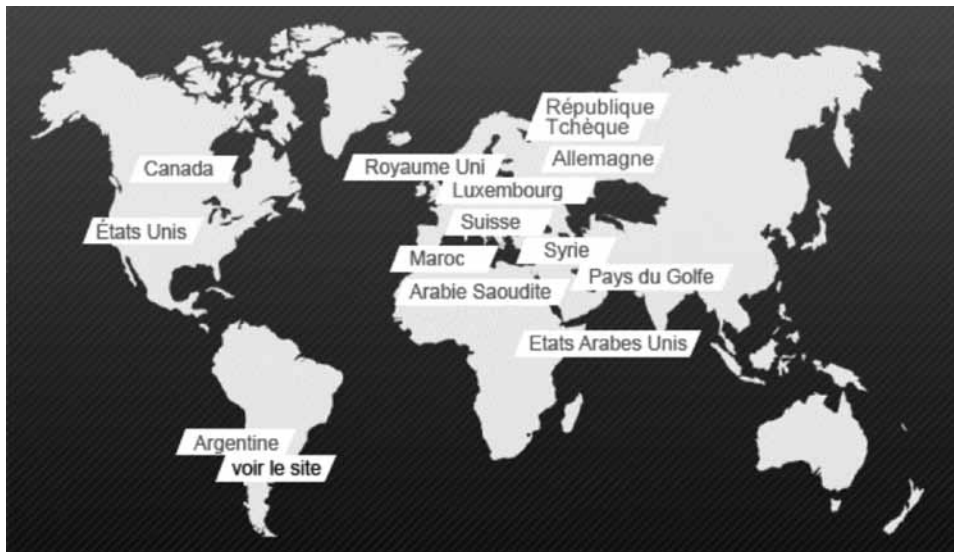 République
Tchèque
Allemagne
Canada
Royaume Uni
Luxembourg
États Unis
Suisse
Syrie
Maroc
Pays du Golfe
Arabie Saoudite
Etats Arabes Unis
Argentine
voir le site